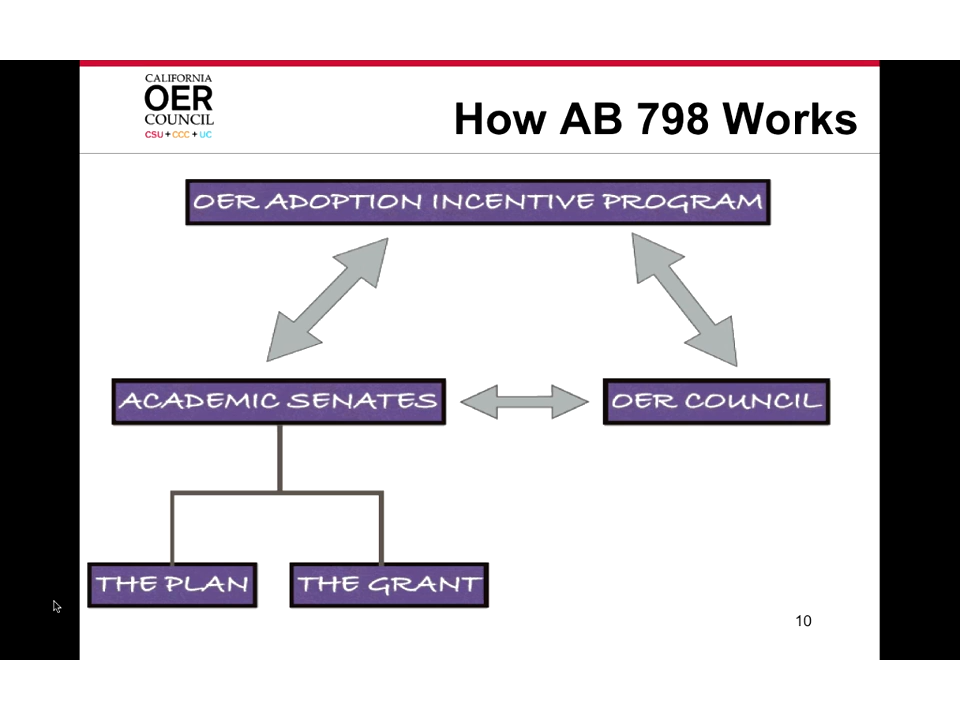 CALIFORNIA
OER
COUNCIL
CSU + CCC + UC
How AB 798 Works
OER ADOPTION INCENTIVE PROGRAM
ACADEMIC SENATES
OER COUNCIL
THE PLAN
THE GRANT
10